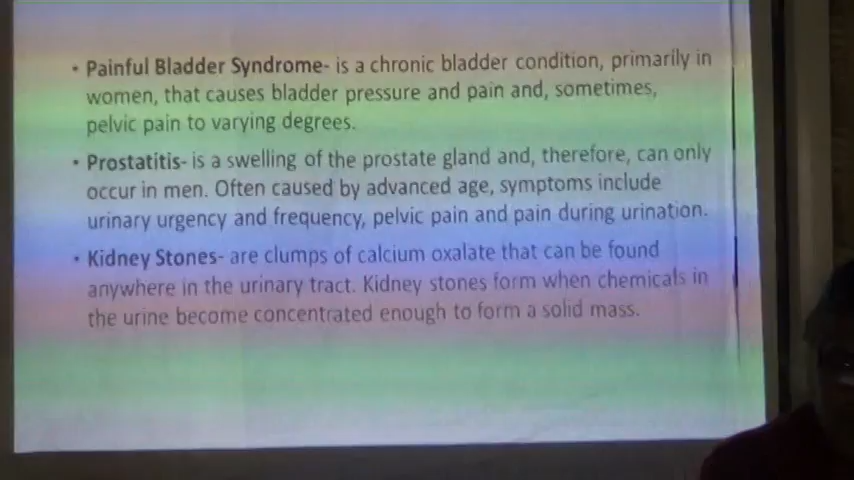 • Painful Bladder Syndrome- is a chronic bladder condition, primarily in
women, that causes bladder pressure and pain and, sometimes,
pelvic pain to varying degrees.
• Prostatitis- is a swelling of the prostate gland and, therefore, can only
occur in men. Often caused by advanced age, symptoms include
urinary urgency and frequency, pelvic pain and pain during urination.
• Kidney Stones- are clumps of calcium oxalate that can be found
anywhere in the urinary tract. Kidney stones form when chemicals in
the urine become concentrated enough to form a solid mass.